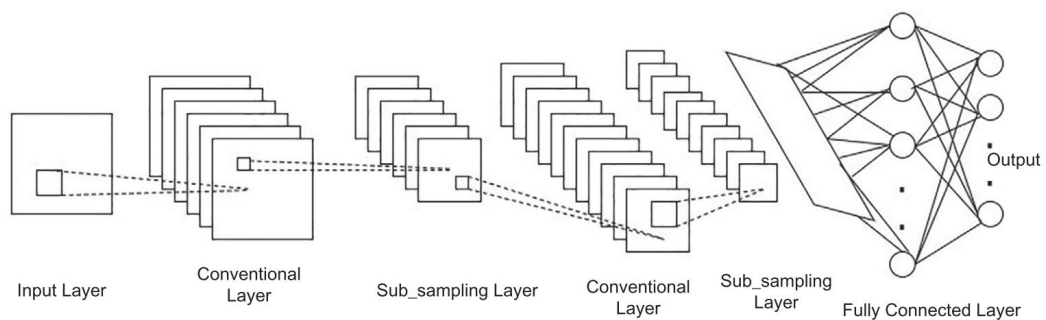 Output
Input Layer
Conventional
Layer
Sub_sampling Layer
Conventional
Layer
Sub_sampling
Layer
Fully Connected Layer